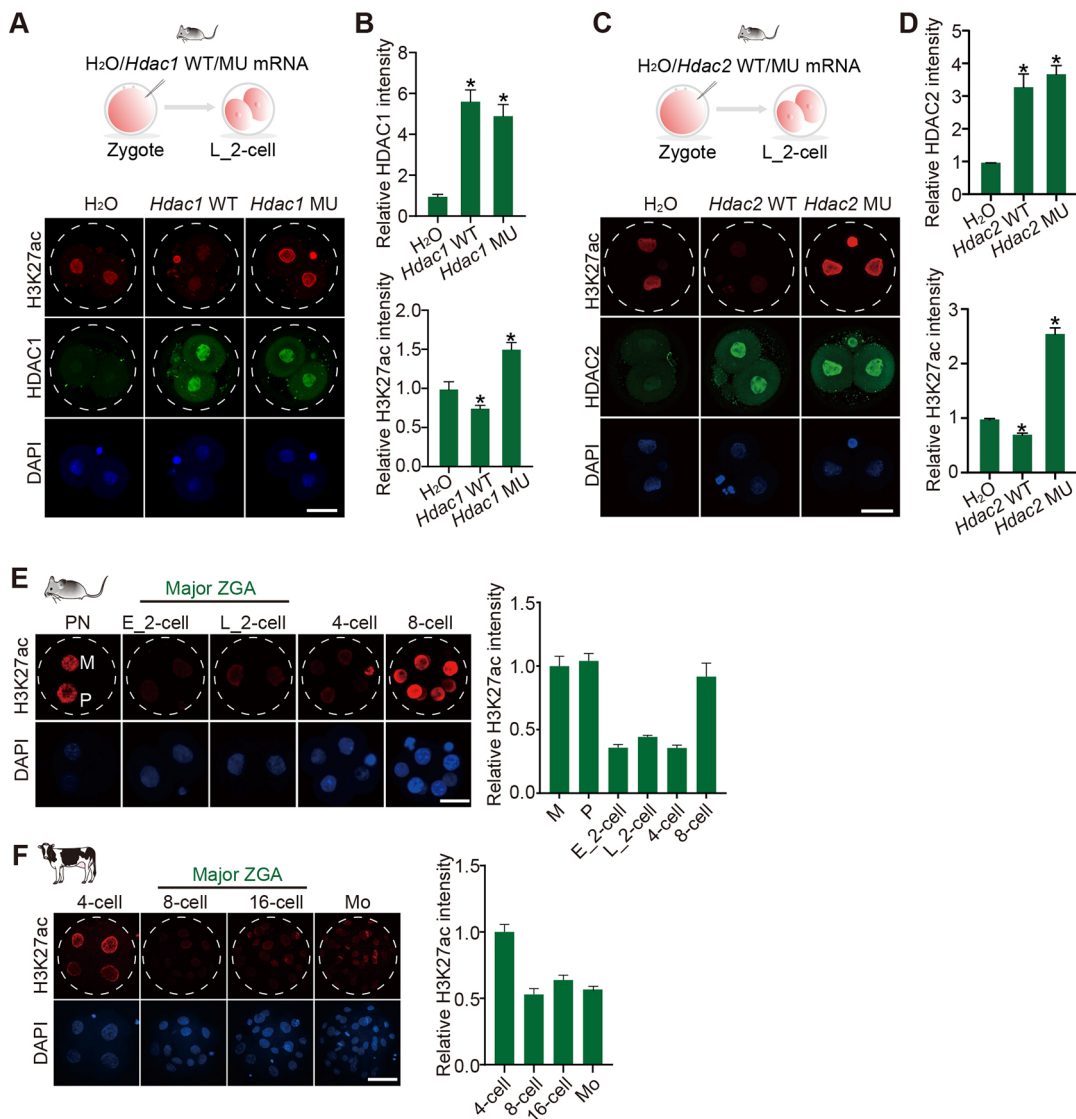 A
H₂O/Hdac1 WT/MU mRNA
Zygote L_2-cell
H₂O Hdac1 WT Hdac1 MU
H3K27ac
HDAC1
DAPI
B
Relative HDAC1 intensity
8
6
4
2
0
H₂O Hdac1 WT Hdac1 MU
* *
Relative H3K27ac intensity
2.0
1.5
1.0
0.5
0.0
H₂O Hdac1 WT Hdac1 MU
* *
C
H₂O/Hdac2 WT/MU mRNA
Zygote L_2-cell
H₂O Hdac2 WT Hdac2 MU
H3K27ac
HDAC2
DAPI
D
Relative HDAC2 intensity
5
4
3
2
1
0
H₂O Hdac2 WT Hdac2 MU
* *
Relative H3K27ac intensity
3
2
1
0
H₂O Hdac2 WT Hdac2 MU
* *
E
Major ZGA
PN E_2-cell L_2-cell 4-cell 8-cell
H3K27ac
M
P
DAPI
Relative H3K27ac intensity
1.5
1.0
0.5
0.0
M P E_2-cell L_2-cell 4-cell 8-cell
F
Major ZGA
4-cell 8-cell 16-cell Mo
H3K27ac
DAPI
Relative H3K27ac intensity
1.5
1.0
0.5
0.0
4-cell 8-cell 16-cell Mo